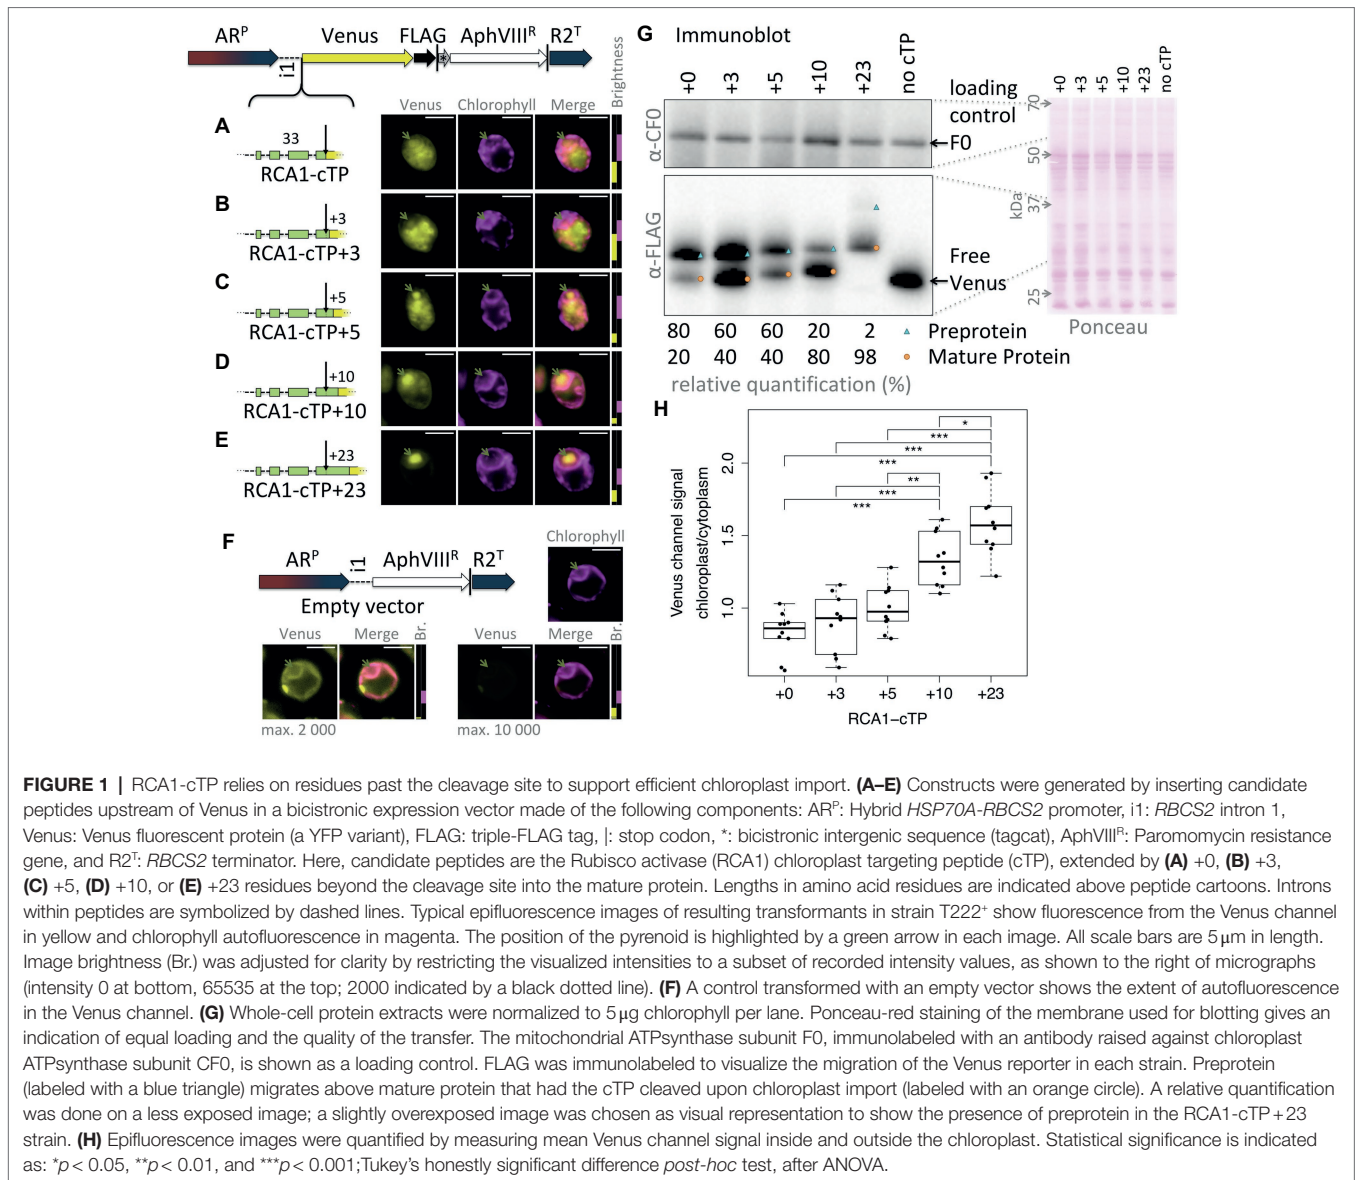 AR^P Venus FLAG * AphVIII^R R2^T
i1
Brightness
Venus Chlorophyll Merge
A
33
RCA1-cTP
B
+3
RCA1-cTP+3
C
+5
RCA1-cTP+5
D
+10
RCA1-cTP+10
E
+23
RCA1-cTP+23
F
AR^P i1 AphVIII^R R2^T
Empty vector
Chlorophyll
Venus Merge Br.
max. 2 000
Venus Merge Br.
max. 10 000
G Immunoblot
+0 +3 +5 +10 +23 no cTP
α-CF0
loading
control
F0
α-FLAG
Free
Venus
80 60 60 20 2 Preprotein
20 40 40 80 98 Mature Protein
relative quantification (%)
+0 +3 +5 +10 +23 no cTP
70
50
37
kDa
25
Ponceau
H
Venus channel signal
chloroplast/cytoplasm
2.0
1.5
1.0
*
***
***
***
**
***
***
+0 +3 +5 +10 +23
RCA1−cTP
FIGURE 1 | RCA1-cTP relies on residues past the cleavage site to support efficient chloroplast import. (A–E) Constructs were generated by inserting candidate
peptides upstream of Venus in a bicistronic expression vector made of the following components: AR^P: Hybrid HSP70A-RBCS2 promoter, i1: RBCS2 intron 1,
Venus: Venus fluorescent protein (a YFP variant), FLAG: triple-FLAG tag, |: stop codon, *: bicistronic intergenic sequence (tagcat), AphVIII^R: Paromomycin resistance
gene, and R2^T: RBCS2 terminator. Here, candidate peptides are the Rubisco activase (RCA1) chloroplast targeting peptide (cTP), extended by (A) +0, (B) +3,
(C) +5, (D) +10, or (E) +23 residues beyond the cleavage site into the mature protein. Lengths in amino acid residues are indicated above peptide cartoons. Introns
within peptides are symbolized by dashed lines. Typical epifluorescence images of resulting transformants in strain T222⁺ show fluorescence from the Venus channel
in yellow and chlorophyll autofluorescence in magenta. The position of the pyrenoid is highlighted by a green arrow in each image. All scale bars are 5 μm in length.
Image brightness (Br.) was adjusted for clarity by restricting the visualized intensities to a subset of recorded intensity values, as shown to the right of micrographs
(intensity 0 at bottom, 65535 at the top; 2000 indicated by a black dotted line). (F) A control transformed with an empty vector shows the extent of autofluorescence
in the Venus channel. (G) Whole-cell protein extracts were normalized to 5 μg chlorophyll per lane. Ponceau-red staining of the membrane used for blotting gives an
indication of equal loading and the quality of the transfer. The mitochondrial ATPsynthase subunit F0, immunolabeled with an antibody raised against chloroplast
ATPsynthase subunit CF0, is shown as a loading control. FLAG was immunolabeled to visualize the migration of the Venus reporter in each strain. Preprotein
(labeled with a blue triangle) migrates above mature protein that had the cTP cleaved upon chloroplast import (labeled with an orange circle). A relative quantification
was done on a less exposed image; a slightly overexposed image was chosen as visual representation to show the presence of preprotein in the RCA1-cTP+23
strain. (H) Epifluorescence images were quantified by measuring mean Venus channel signal inside and outside the chloroplast. Statistical significance is indicated
as: *p < 0.05, **p < 0.01, and ***p < 0.001;Tukey's honestly significant difference post-hoc test, after ANOVA.